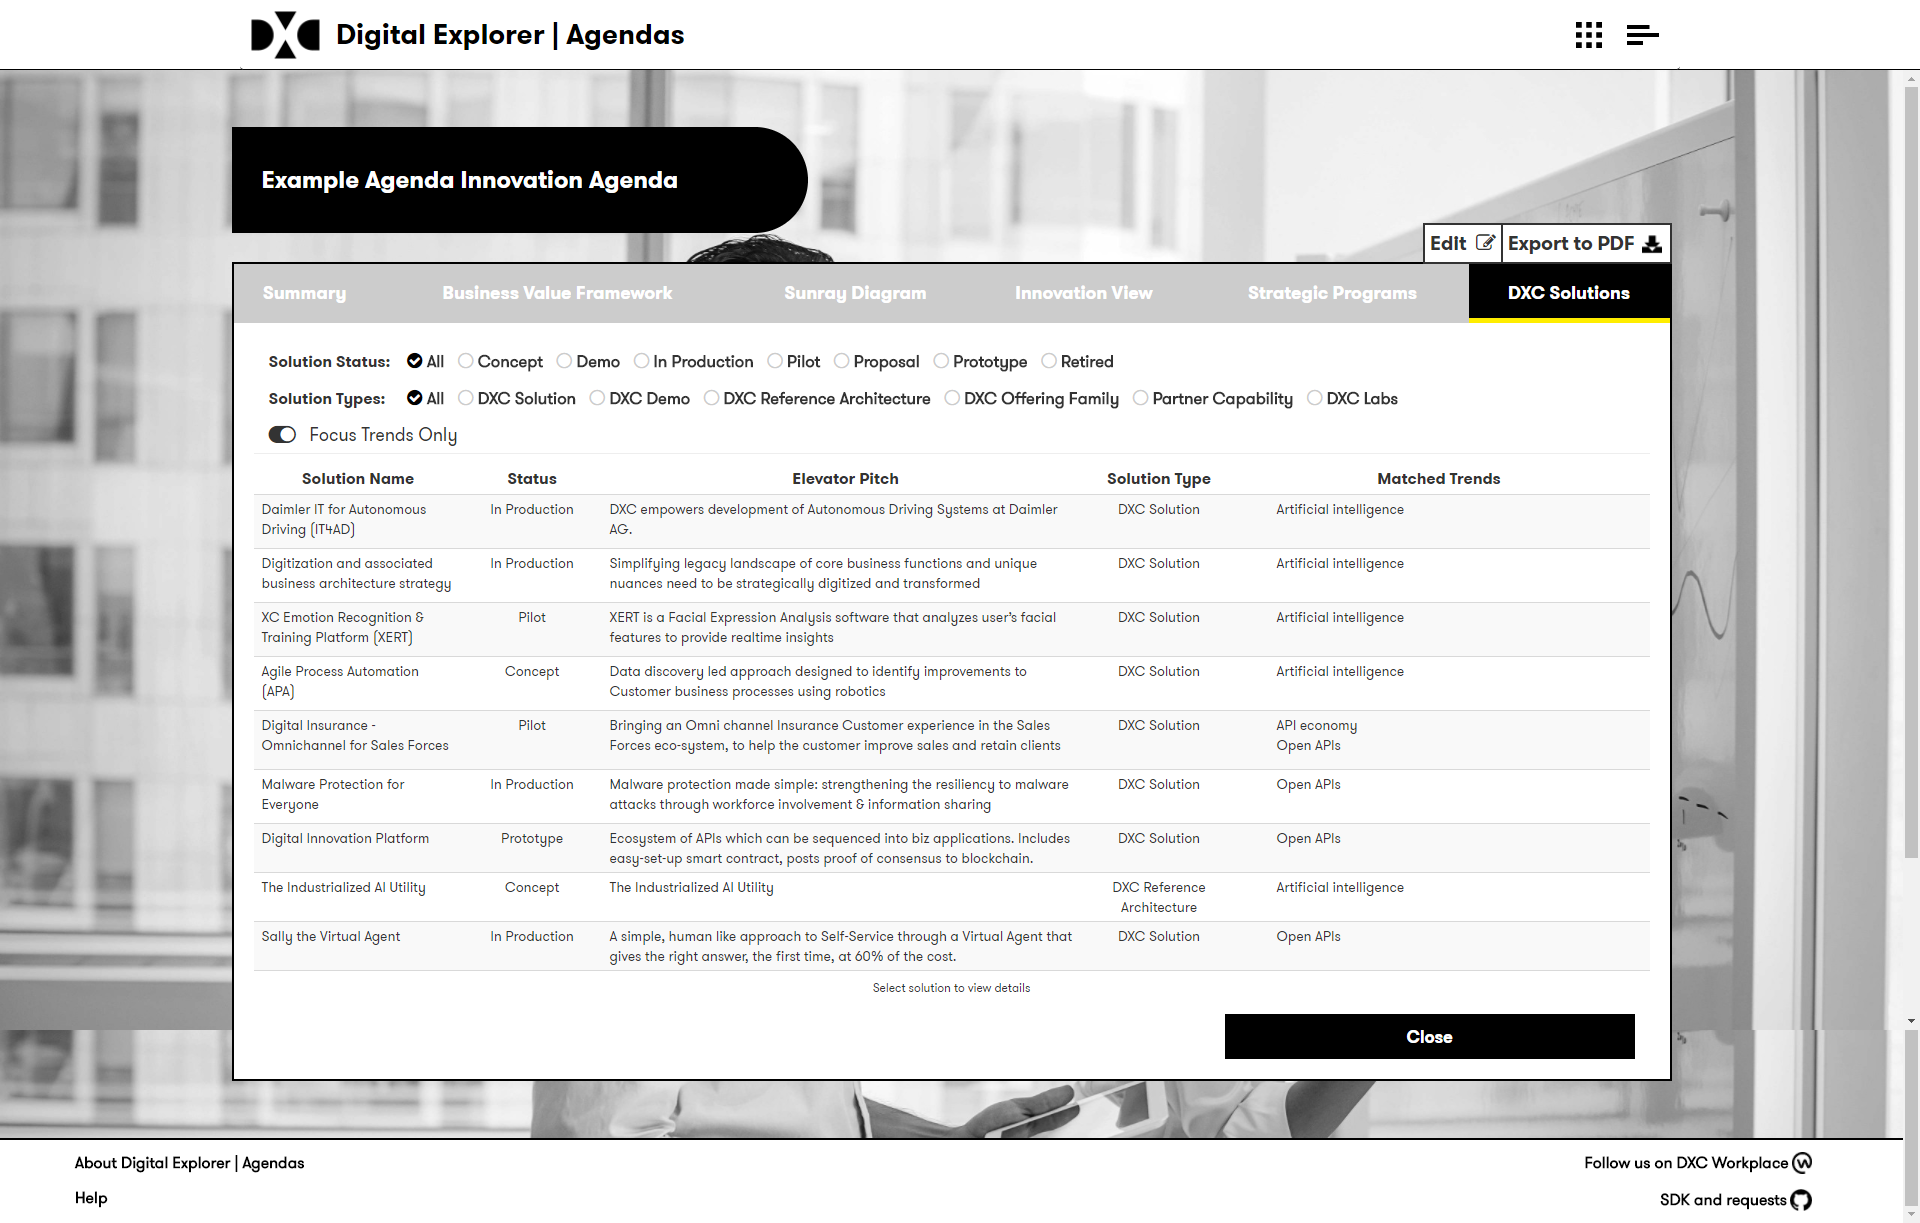 DXC Digital Explorer | Agendas
Example Agenda Innovation Agenda
Edit Export to PDF
Summary Business Value Framework Sunray Diagram Innovation View Strategic Programs DXC Solutions
Solution Status: All Concept Demo In Production Pilot Proposal Prototype Retired
Solution Types: All DXC Solution DXC Demo DXC Reference Architecture DXC Offering Family Partner Capability DXC Labs
Focus Trends Only
Solution Name Status Elevator Pitch Solution Type Matched Trends
Daimler IT for Autonomous In Production DXC empowers development of Autonomous Driving Systems at Daimler DXC Solution Artificial intelligence
Driving (IT4AD) AG.
Digitization and associated In Production Simplifying legacy landscape of core business functions and unique DXC Solution Artificial intelligence
business architecture strategy nuances need to be strategically digitized and transformed
XC Emotion Recognition & Pilot XERT is a Facial Expression Analysis software that analyzes user's facial DXC Solution Artificial intelligence
Training Platform (XERT) features to provide realtime insights
Agile Process Automation Concept Data discovery led approach designed to identify improvements to DXC Solution Artificial intelligence
(APA) Customer business processes using robotics
Digital Insurance - Pilot Bringing an Omni channel Insurance Customer experience in the Sales DXC Solution API economy
Omnichannel for Sales Forces Forces eco-system, to help the customer improve sales and retain clients Open APIs
Malware Protection for In Production Malware protection made simple: strengthening the resiliency to malware DXC Solution Open APIs
Everyone attacks through workforce involvement & information sharing
Digital Innovation Platform Prototype Ecosystem of APIs which can be sequenced into biz applications. Includes DXC Solution Open APIs
easy-set-up smart contract, posts proof of consensus to blockchain.
The Industrialized AI Utility Concept The Industrialized AI Utility DXC Reference Artificial intelligence
Architecture
Sally the Virtual Agent In Production A simple, human like approach to Self-Service through a Virtual Agent that DXC Solution Open APIs
gives the right answer, the first time, at 60% of the cost.
Select solution to view details
Close
About Digital Explorer | Agendas Follow us on DXC Workplace
Help SDK and requests